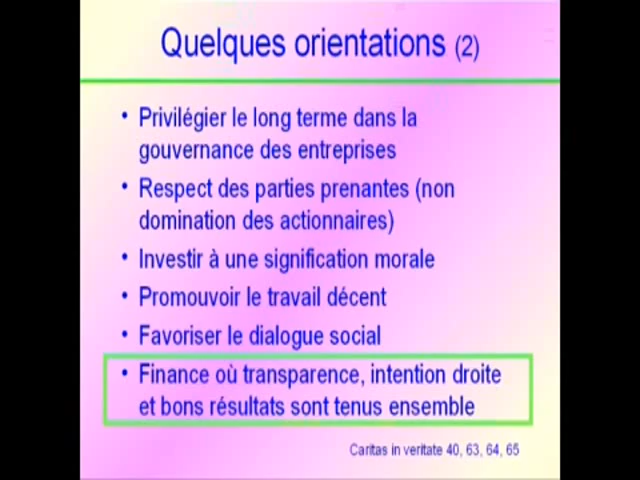 Quelques orientations (2)
• Privilégier le long terme dans la
gouvernance des entreprises
• Respect des parties prenantes (non
domination des actionnaires)
• Investir à une signification morale
• Promouvoir le travail décent
• Favoriser le dialogue social
• Finance où transparence, intention droite
et bons résultats sont tenus ensemble
Caritas in veritate 40, 63, 64, 65